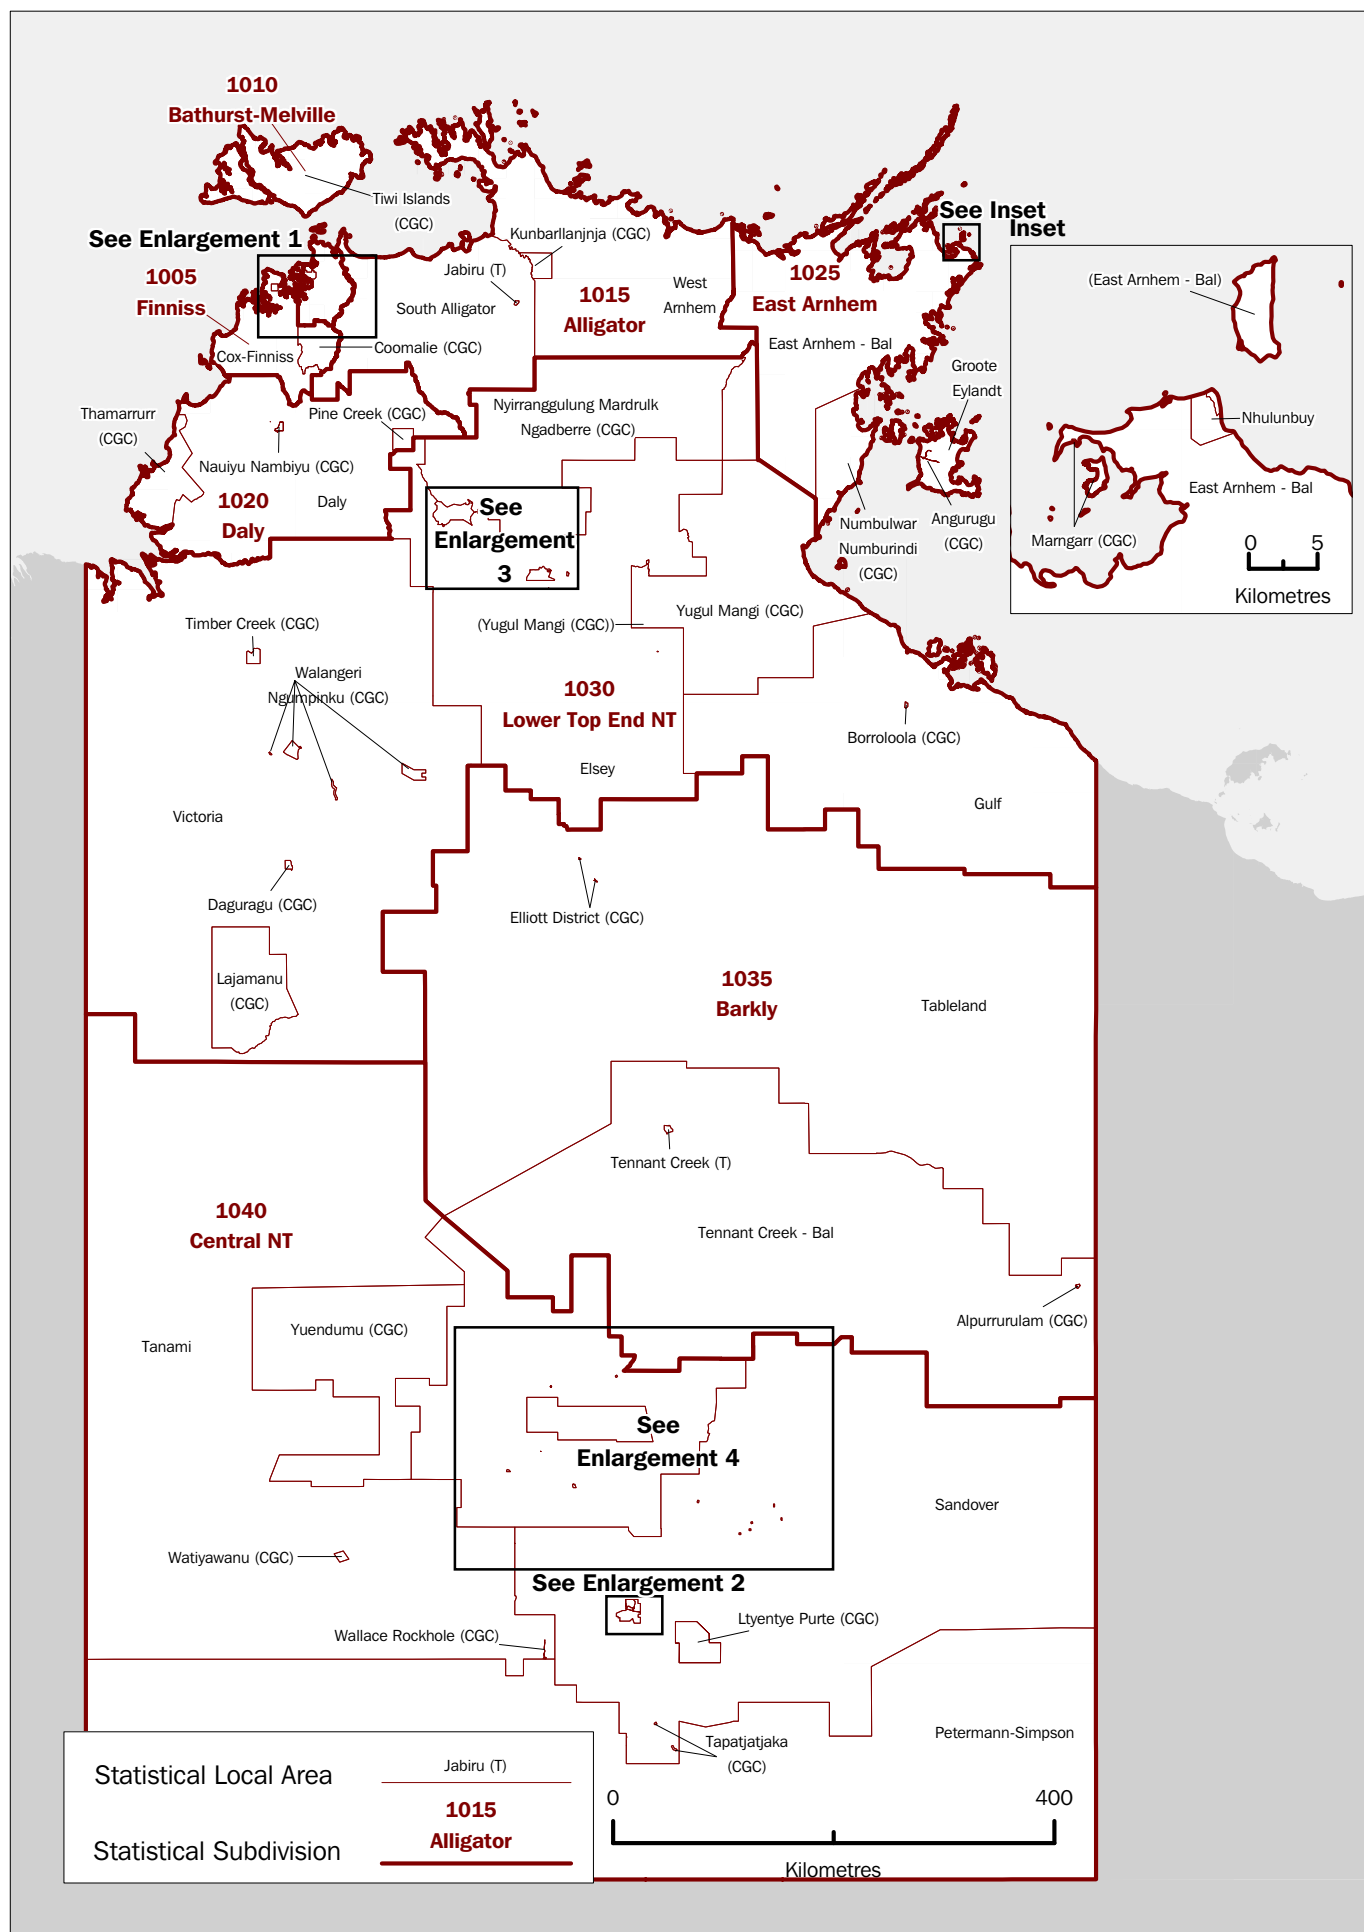 1010
Bathurst-Melville
Tiwi Islands
(CGC)
See Enlargement 1
1005
Finniss
Cox-Finniss
Coomalie (CGC)
Kunbarllanjnja (CGC)
Jabiru (T)
South Alligator
1015
Alligator
West
Arnhem
1025
East Arnhem
East Arnhem - Bal
See Inset
Inset
(East Arnhem - Bal)
Nhulunbuy
East Arnhem - Bal
Marngarr (CGC)
0 5
Kilometres
Groote
Eylandt
Angurugu
(CGC)
Numbulwar
Numburindi
(CGC)
Thamarrurr
(CGC)
Pine Creek (CGC)
Nauiyu Nambiyu (CGC)
1020
Daly
Daly
Nyirranggulung Mardrulk
Ngadberre (CGC)
See
Enlargement
3
Timber Creek (CGC)
Walangeri
Ngumpinku (CGC)
(Yugul Mangi (CGC))
Yugul Mangi (CGC)
1030
Lower Top End NT
Elsey
Borroloola (CGC)
Gulf
Victoria
Daguragu (CGC)
Lajamanu
(CGC)
Elliott District (CGC)
1035
Barkly
Tableland
Tennant Creek (T)
Tennant Creek - Bal
Alpurrurulam (CGC)
1040
Central NT
Tanami
Yuendumu (CGC)
See
Enlargement 4
Sandover
Watiyawanu (CGC)
See Enlargement 2
Ltyentye Purte (CGC)
Wallace Rockhole (CGC)
Petermann-Simpson
Tapatjatjaka
(CGC)
Statistical Local Area
Jabiru (T)
1015
Alligator
Statistical Subdivision
0 400
Kilometres